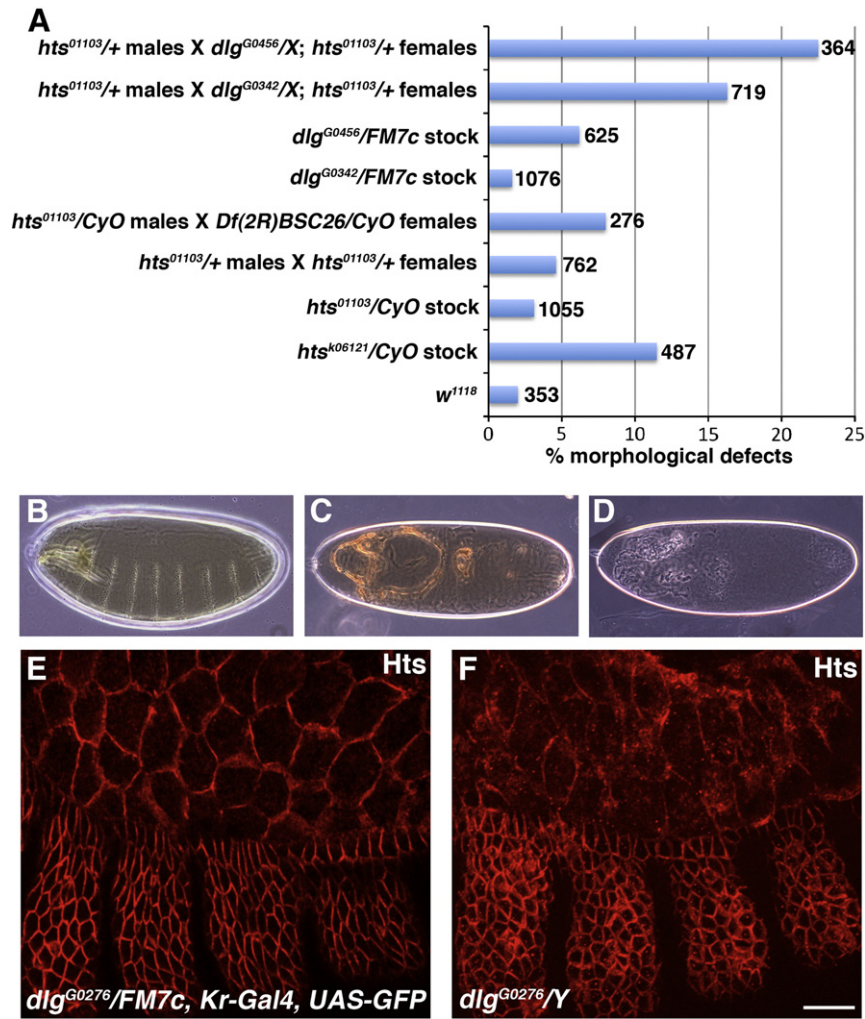 A
hts01103/+ males X dlgG0456/X; hts01103/+ females
364
hts01103/+ males X dlgG0342/X; hts01103/+ females
719
dlgG0456/FM7c stock
625
dlgG0342/FM7c stock
1076
hts01103/CyO males X Df(2R)BSC26/CyO females
276
hts01103/+ males X hts01103/+ females
762
hts01103/CyO stock
1055
htsk06121/CyO stock
487
w1118
353
0 5 10 15 20 25
% morphological defects
B
C
D
E
Hts
dlgG0276/FM7c, Kr-Gal4, UAS-GFP
F
Hts
dlgG0276/Y